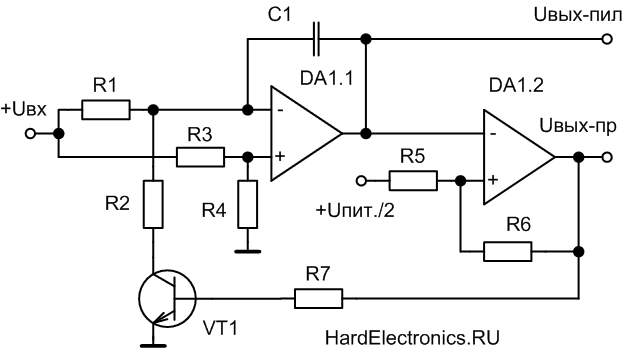 C1
Uвых-пил
DA1.1
DA1.2
R1
+Uвх
-
-
Uвых-пр
R3
+
R5
+
R2
R4
+Uпит./2
R6
R7
VT1
HardElectronics.RU